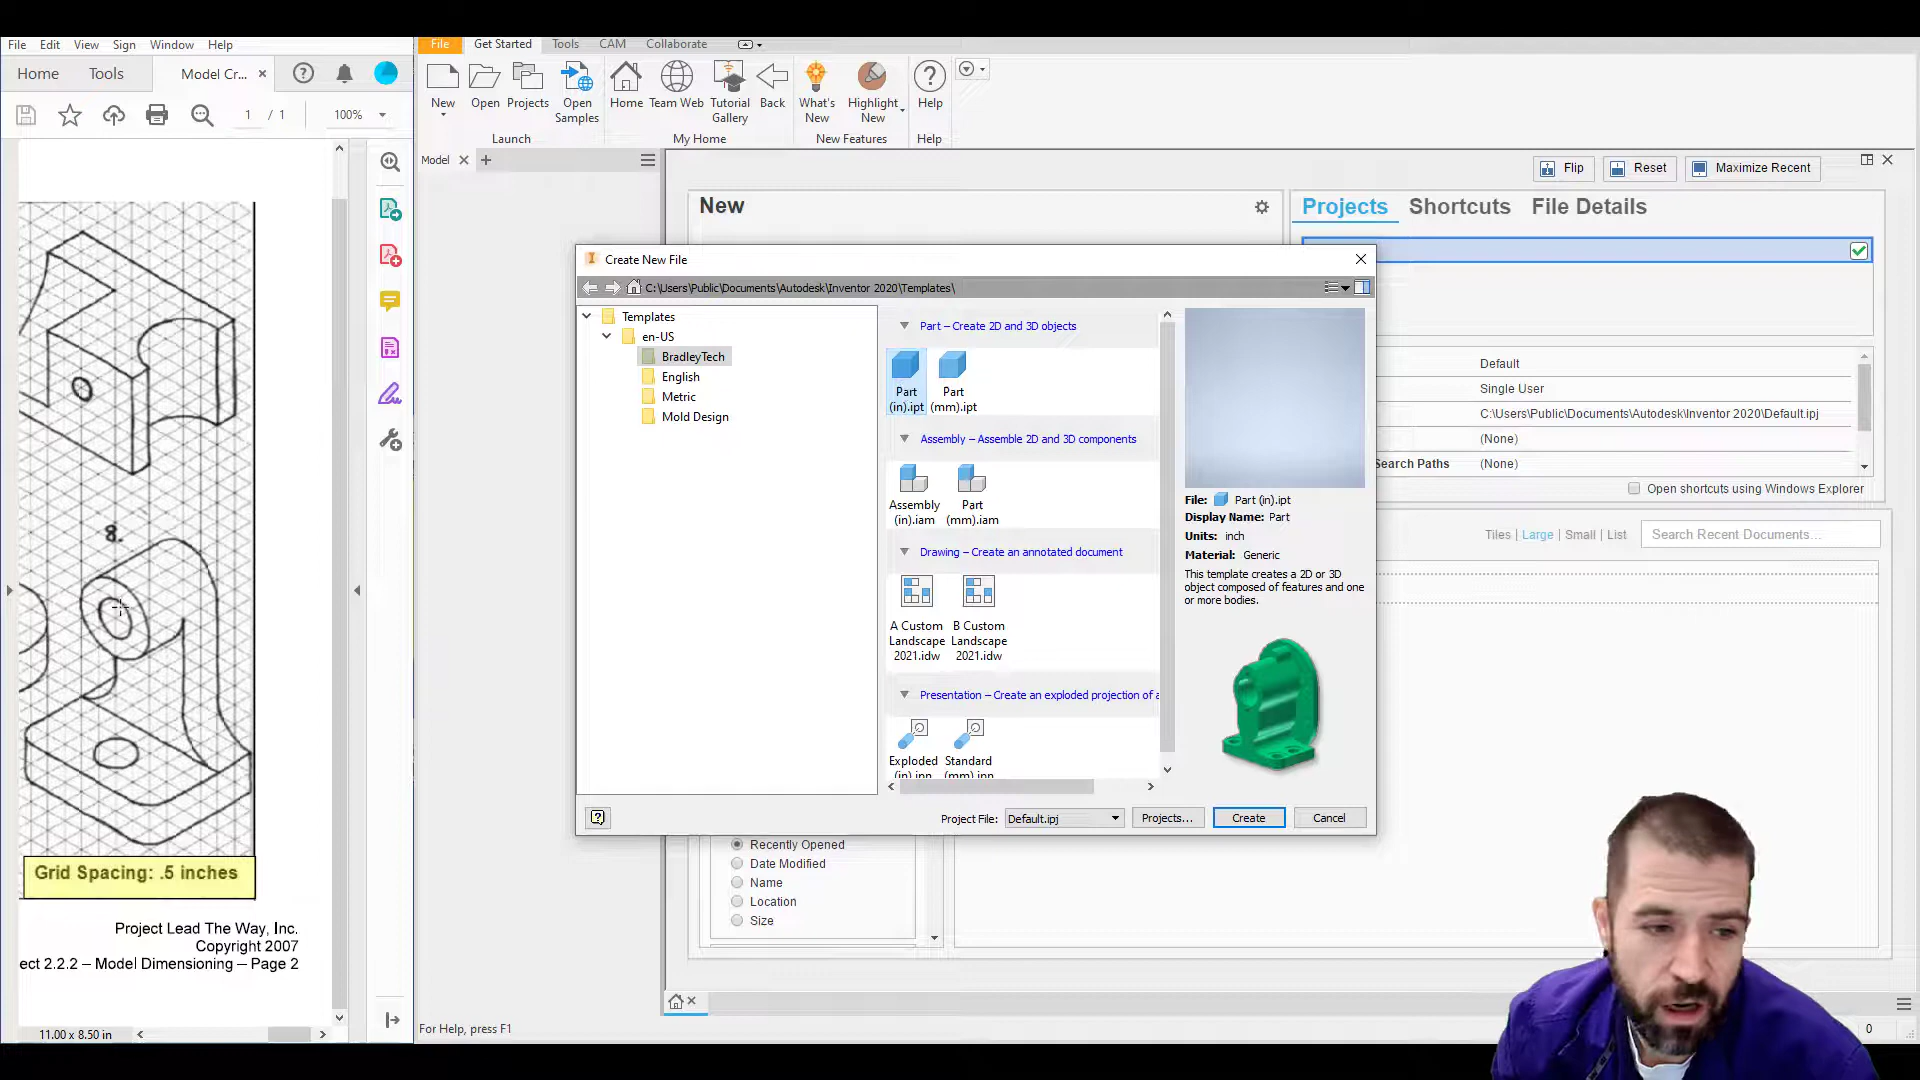 File Edit View Sign Window Help
Home Tools Model Cr...
1 / 1 100%
8.
Grid Spacing: .5 inches
Project Lead The Way, Inc.
Copyright 2007
ect 2.2.2 – Model Dimensioning – Page 2
11.00 x 8.50 in
File Get Started Tools CAM Collaborate
New Open Projects Open Samples Home Team Web Tutorial Gallery Back What's New Highlight New Help
Launch My Home New Features Help
Model
Flip Reset Maximize Recent
New
Projects Shortcuts File Details
Create New File
C:\Users\Public\Documents\Autodesk\Inventor 2020\Templates\
Templates
en-US
BradleyTech
English
Metric
Mold Design
Part – Create 2D and 3D objects
Part (in).ipt
Part (mm).ipt
Assembly – Assemble 2D and 3D components
Assembly (in).iam
Part (mm).iam
Drawing – Create an annotated document
A Custom Landscape 2021.idw
B Custom Landscape 2021.idw
Presentation – Create an exploded projection of a
Exploded (in).ipn
Standard (mm).ipn
File: Part (in).ipt
Display Name: Part
Units: inch
Material: Generic
This template creates a 2D or 3D
object composed of features and one
or more bodies.
Project File: Default.ipj Projects... Create Cancel
Default
Single User
C:\Users\Public\Documents\Autodesk\Inventor 2020\Default.ipj
(None)
Search Paths (None)
Open shortcuts using Windows Explorer
Tiles | Large | Small | List Search Recent Documents...
Recently Opened
Date Modified
Name
Location
Size
For Help, press F1
0